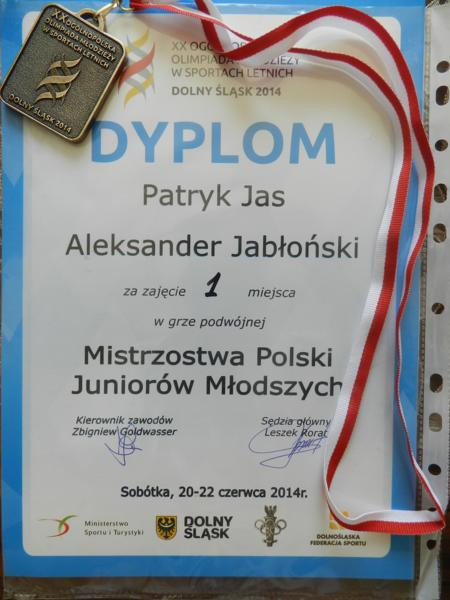 XX OGÓLNOPOLSKA
OLIMPIADA MŁODZIEŻY
W SPORTACH LETNICH
DOLNY ŚLĄSK 2014
XX
OLIMPIADA MŁODZIEŻY
W SPORTACH LETNICH
DOLNY ŚLĄSK 2014
DYPLOM
Patryk Jas
Aleksander Jabłoński
za zajęcie 1 miejsca
w grze podwójnej
Mistrzostwa Polski
Juniorów Młodszych
Kierownik zawodów
Zbigniew Goldwasser
Sędzia główny
Leszek Korat
Sobótka, 20-22 czerwca 2014r.
Ministerstwo
Sportu i Turystyki
DOLNY
ŚLĄSK
DOLNOŚLĄSKA
FEDERACJA SPORTU